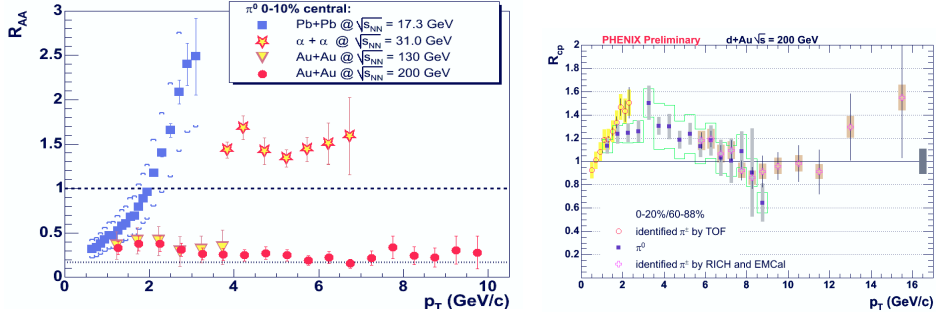 R_AA
3
2.5
2
1.5
1
0.5
0
0 2 4 6 8 10
p_T (GeV/c)
π⁰ 0-10% central:
Pb+Pb @ √s_NN = 17.3 GeV
α + α @ √s_NN = 31.0 GeV
Au+Au @ √s_NN = 130 GeV
Au+Au @ √s_NN = 200 GeV
PHENIX Preliminary d+Au√s = 200 GeV
R_cp
2
1.8
1.6
1.4
1.2
1
0.8
0.6
0.4
0.2
0 2 4 6 8 10 12 14 16
p_T (GeV/c)
0-20%/60-88%
identified π± by TOF
π⁰
identified π± by RICH and EMCal